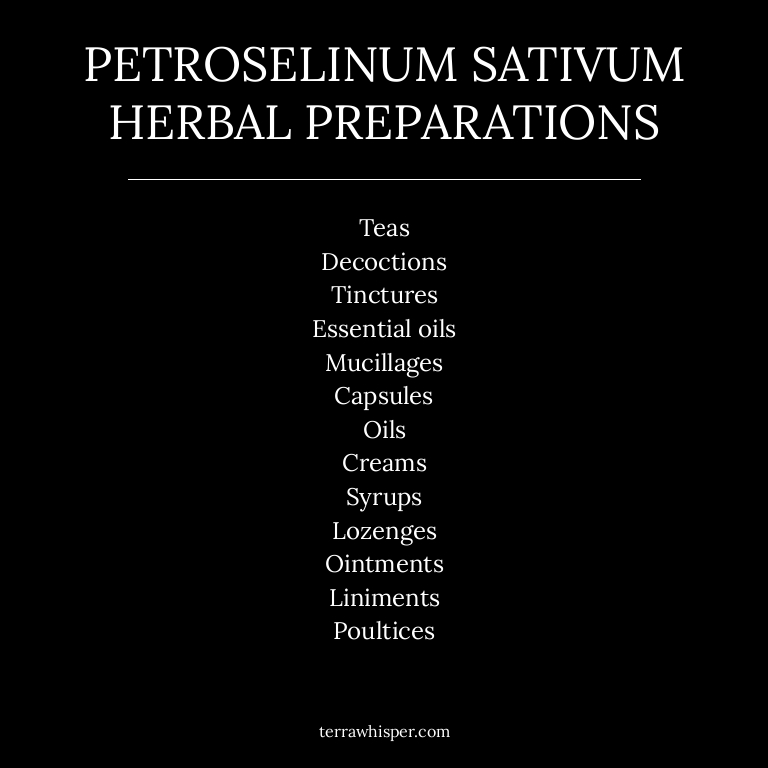 PETROSELINUM SATIVUM
HERBAL PREPARATIONS
Teas
Decoctions
Tinctures
Essential oils
Mucillages
Capsules
Oils
Creams
Syrups
Lozenges
Ointments
Liniments
Poultices
terrawhisper.com